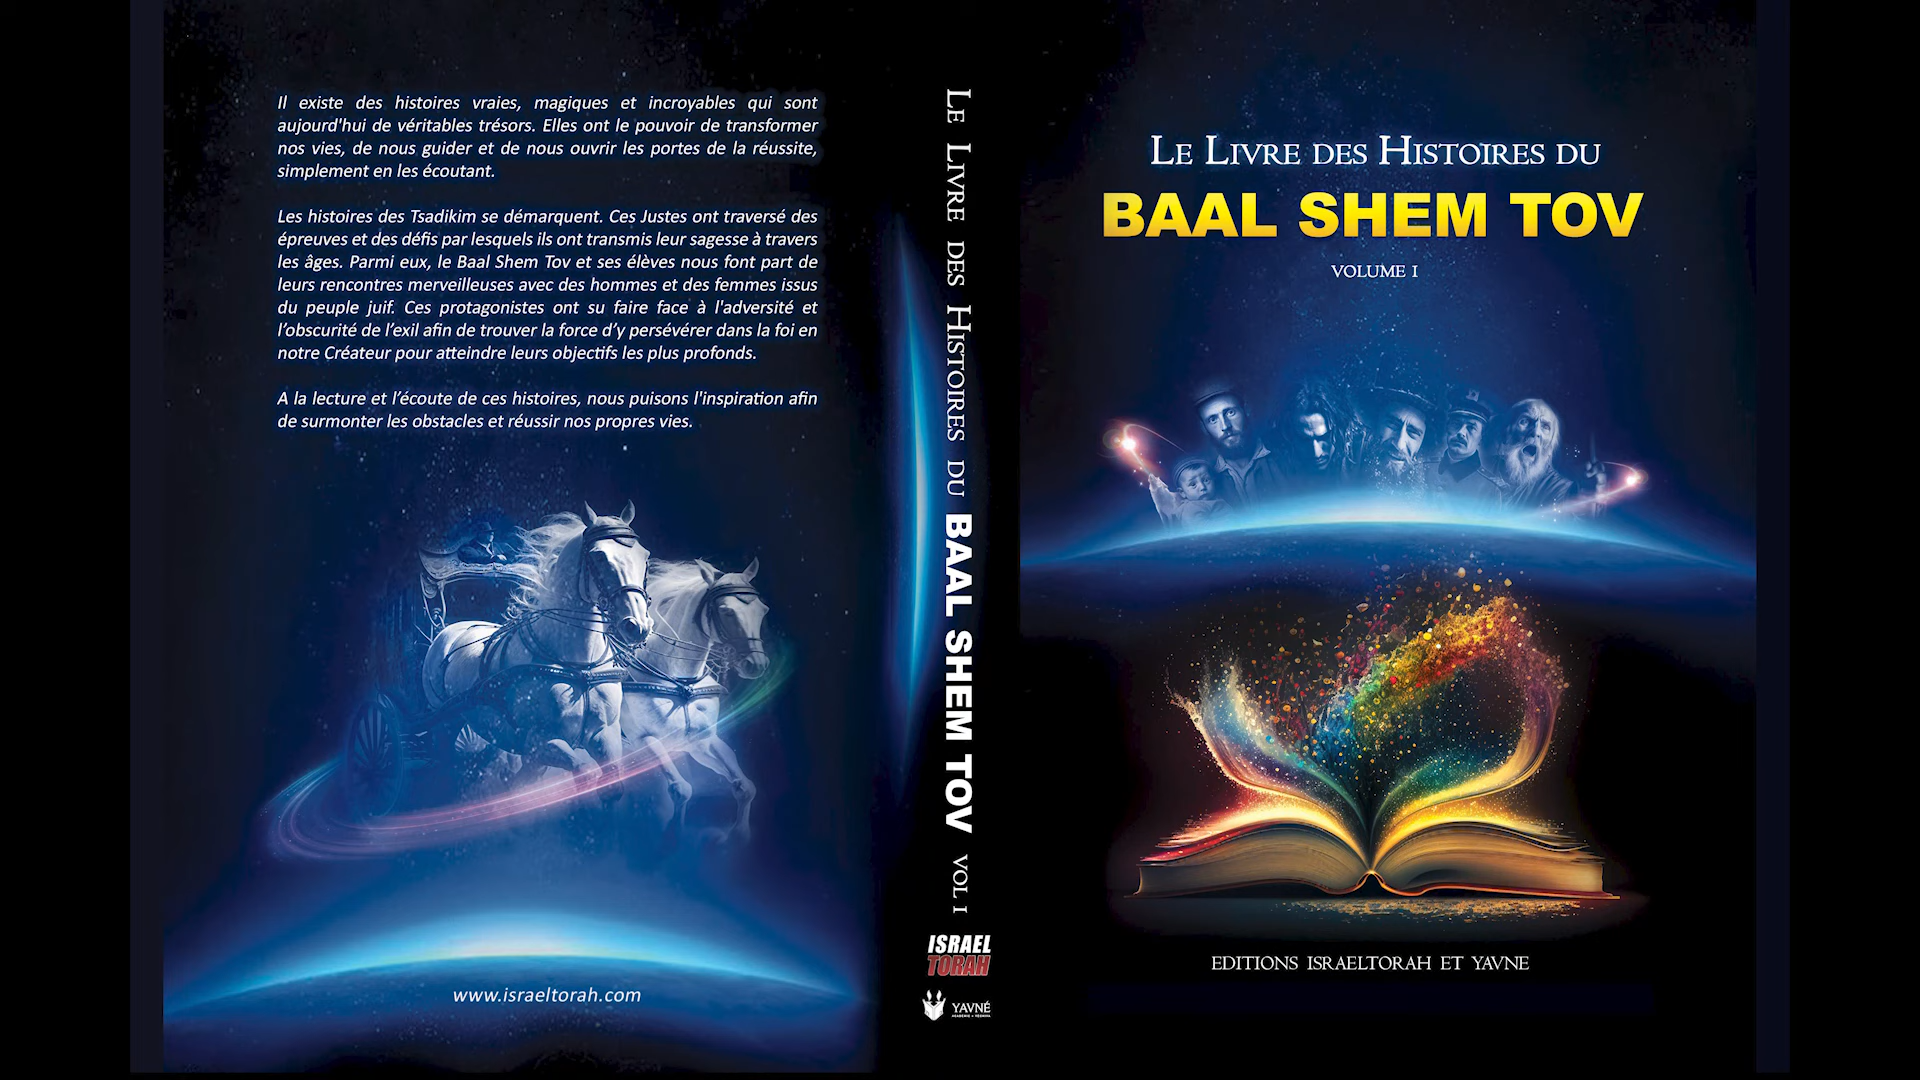 Il existe des histoires vraies, magiques et incroyables qui sont
aujourd'hui de véritables trésors. Elles ont le pouvoir de transformer
nos vies, de nous guider et de nous ouvrir les portes de la réussite,
simplement en les écoutant.
Les histoires des Tsadikim se démarquent. Ces Justes ont traversé des
épreuves et des défis par lesquels ils ont transmis leur sagesse à travers
les âges. Parmi eux, le Baal Shem Tov et ses élèves nous font part de
leurs rencontres merveilleuses avec des hommes et des femmes issus
du peuple juif. Ces protagonistes ont su faire face à l'adversité et
l’obscurité de l’exil afin de trouver la force d’y persévérer dans la foi en
notre Créateur pour atteindre leurs objectifs les plus profonds.
A la lecture et l’écoute de ces histoires, nous puisons l'inspiration afin
de surmonter les obstacles et réussir nos propres vies.
www.israeltorah.com
LE LIVRE DES HISTOIRES DU BAAL SHEM TOV VOL I
ISRAEL
TORAH
YAVNÉ
LE LIVRE DES HISTOIRES DU
BAAL SHEM TOV
VOLUME I
EDITIONS ISRAELTORAH ET YAVNE